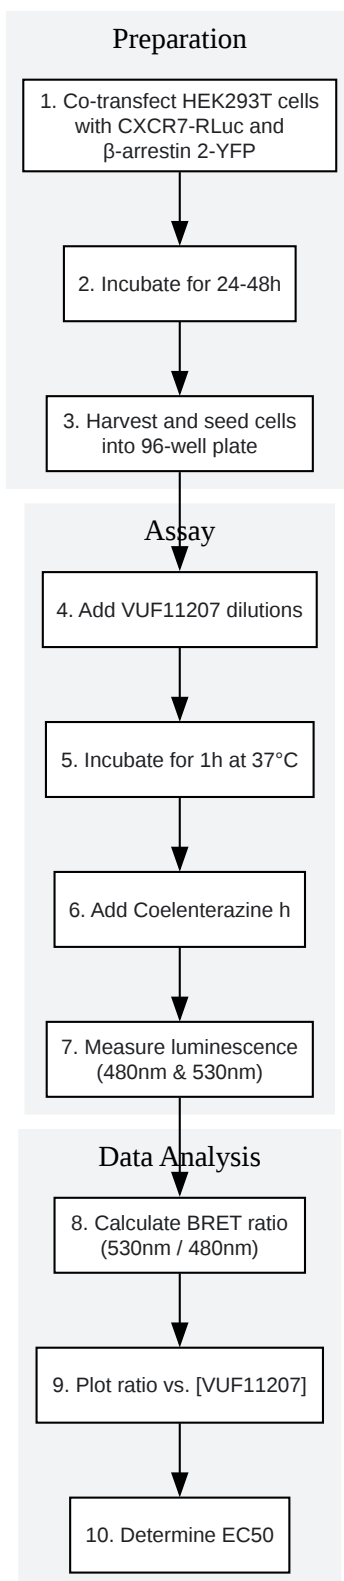 Preparation
1. Co-transfect HEK293T cells
with CXCR7-RLuc and
β-arrestin 2-YFP
2. Incubate for 24-48h
3. Harvest and seed cells
into 96-well plate
Assay
4. Add VUF11207 dilutions
5. Incubate for 1h at 37°C
6. Add Coelenterazine h
7. Measure luminescence
(480nm & 530nm)
Data Analysis
8. Calculate BRET ratio
(530nm / 480nm)
9. Plot ratio vs. [VUF11207]
10. Determine EC50